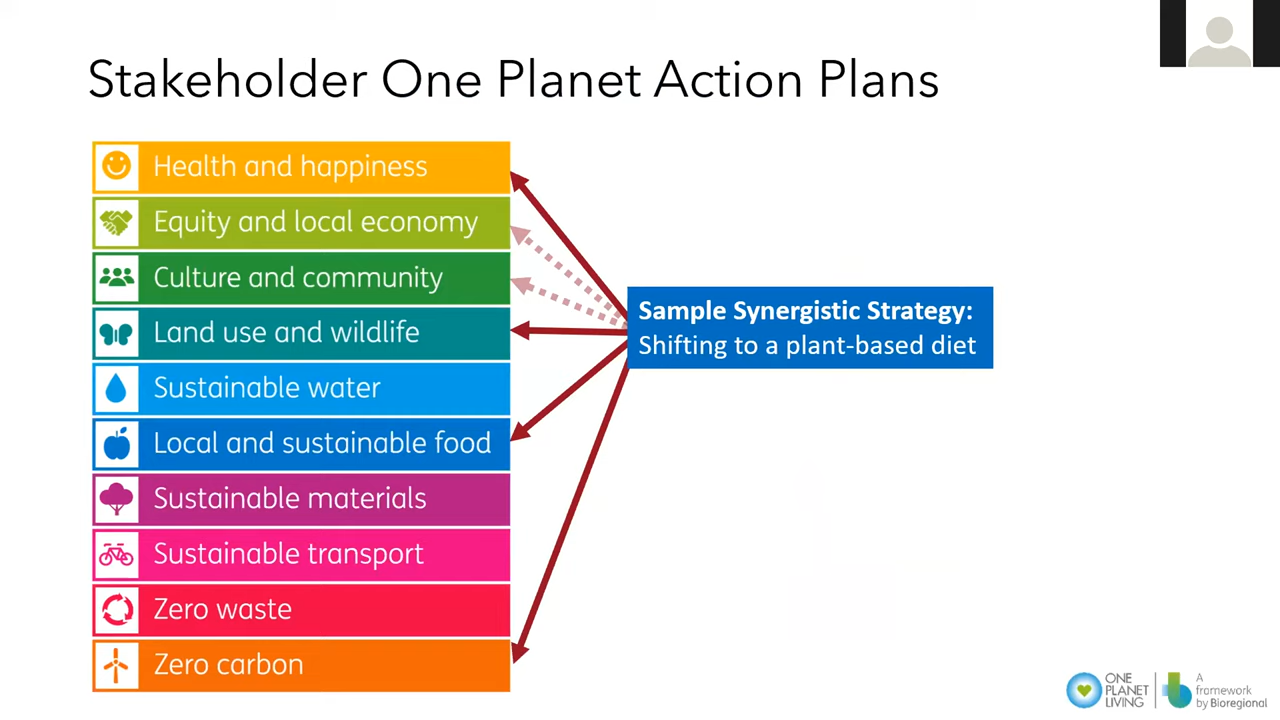 Stakeholder One Planet Action Plans
Health and happiness
Equity and local economy
Culture and community
Land use and wildlife
Sustainable water
Local and sustainable food
Sustainable materials
Sustainable transport
Zero waste
Zero carbon
Sample Synergistic Strategy:
Shifting to a plant-based diet
ONE
PLANET
LIVING
A
framework
by Bioregional